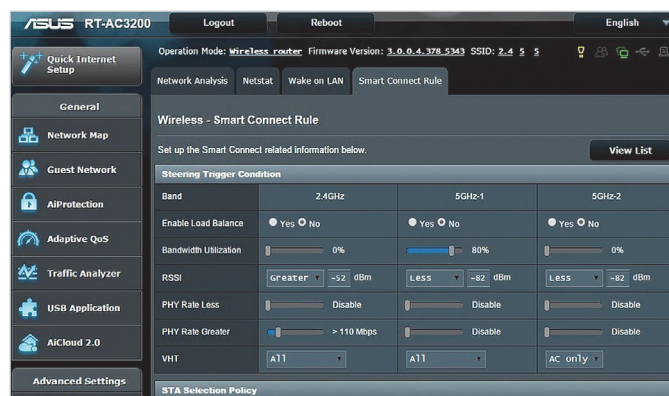 ASUS RT-AC3200 Logout Reboot English
Quick Internet Setup
General
Network Map
Guest Network
AiProtection
Adaptive QoS
Traffic Analyzer
USB Application
AiCloud 2.0
Advanced Settings
Operation Mode: Wireless router Firmware Version: 3.0.0.4.378_5343 SSID: 2.4 5 5
Network Analysis Netstat Wake on LAN Smart Connect Rule
Wireless - Smart Connect Rule
Set up the Smart Connect related information below. View List
Steering Trigger Condition
Band 2.4GHz 5GHz-1 5GHz-2
Enable Load Balance Yes No Yes No Yes No
Bandwidth Utilization 0% 80% 0%
RSSI Greater -52 dBm Less -82 dBm Less -82 dBm
PHY Rate Less Disable Disable Disable
PHY Rate Greater > 110 Mbps Disable Disable
VHT All All AC only
STA Selection Policy